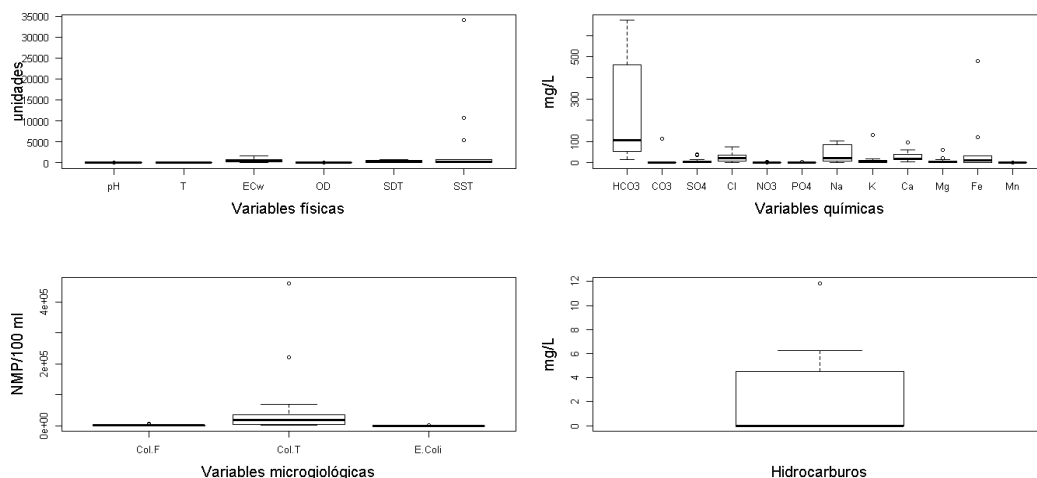 unidades
35000
30000
25000
20000
15000
10000
5000
0
pH T ECw OD SDT SST
Variables físicas
mg/L
500
300
100
0
HCO3 CO3 SO4 Cl NO3 PO4 Na K Ca Mg Fe Mn
Variables químicas
NMP/100 ml
4e+05
2e+05
0e+00
Col.F Col.T E.Coli
Variables microgiológicas
mg/L
12
10
8
6
4
2
0
Hidrocarburos